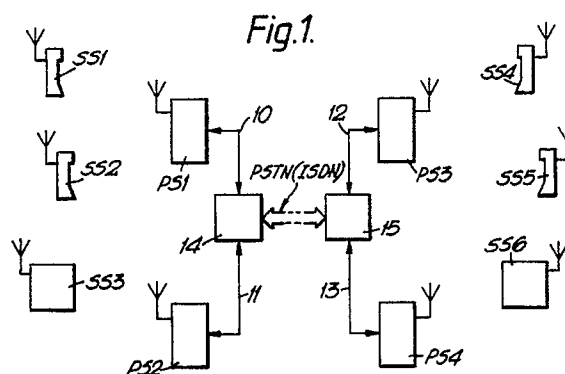 Fig.1.
SS1
SS2
SS3
PS1
PS2
10
11
14
PSTN(ISDN)
12
13
15
PS3
PS4
SS4
SS5
SS6